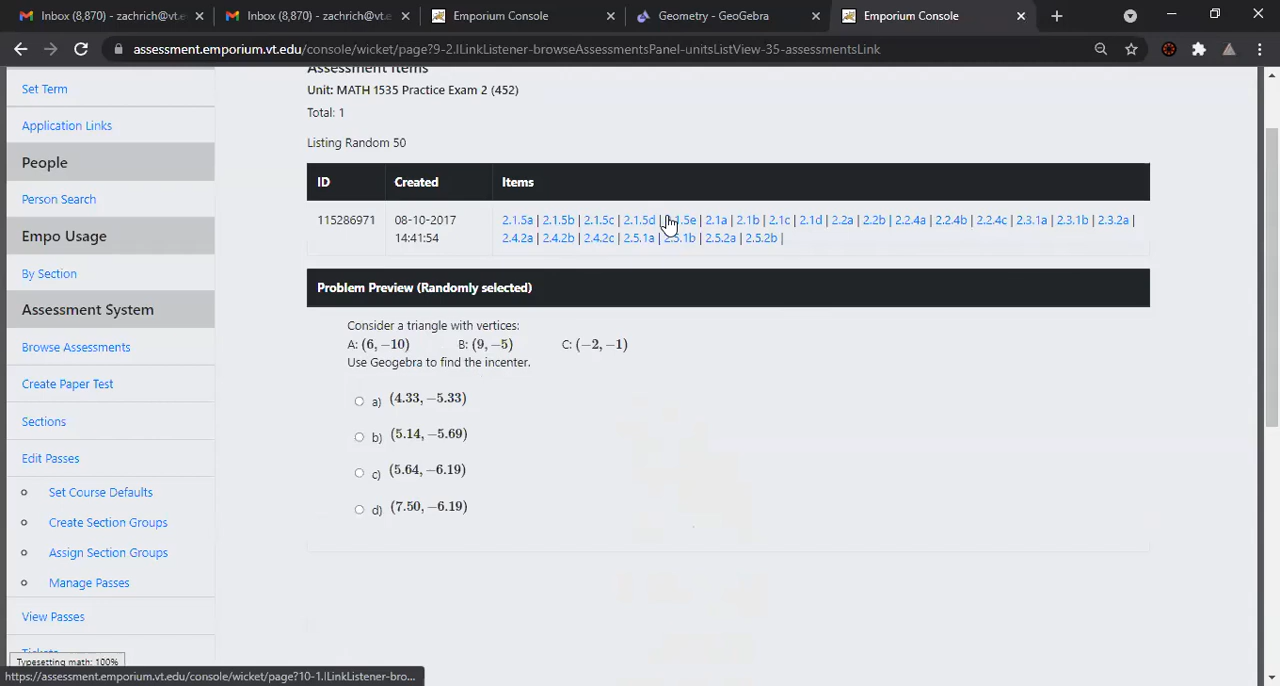 Inbox (8,870) - zachrich@vt.e
Inbox (8,870) - zachrich@vt.e
Emporium Console
Geometry - GeoGebra
Emporium Console
assessment.emporium.vt.edu/console/wicket/page?9-2.ILinkListener-browseAssessmentsPanel-unitsListView-35-assessmentsLink
Set Term
Application Links
People
Person Search
Empo Usage
By Section
Assessment System
Browse Assessments
Create Paper Test
Sections
Edit Passes
Set Course Defaults
Create Section Groups
Assign Section Groups
Manage Passes
View Passes
Tickets
Typesetting math: 100%
https://assessment.emporium.vt.edu/console/wicket/page?10-1.ILinkListener-bro...
Assessment Items
Unit: MATH 1535 Practice Exam 2 (452)
Total: 1
Listing Random 50
ID Created Items
115286971 08-10-2017 14:41:54
2.1.5a | 2.1.5b | 2.1.5c | 2.1.5d | .5e | 2.1a | 2.1b | 2.1c | 2.1d | 2.2a | 2.2b | 2.2.4a | 2.2.4b | 2.2.4c | 2.3.1a | 2.3.1b | 2.3.2a |
2.4.2a | 2.4.2b | 2.4.2c | 2.5.1a | 2.5.1b | 2.5.2a | 2.5.2b |
Problem Preview (Randomly selected)
Consider a triangle with vertices:
A: (6, −10) B: (9, −5) C: (−2, −1)
Use Geogebra to find the incenter.
a) (4.33, −5.33)
b) (5.14, −5.69)
c) (5.64, −6.19)
d) (7.50, −6.19)